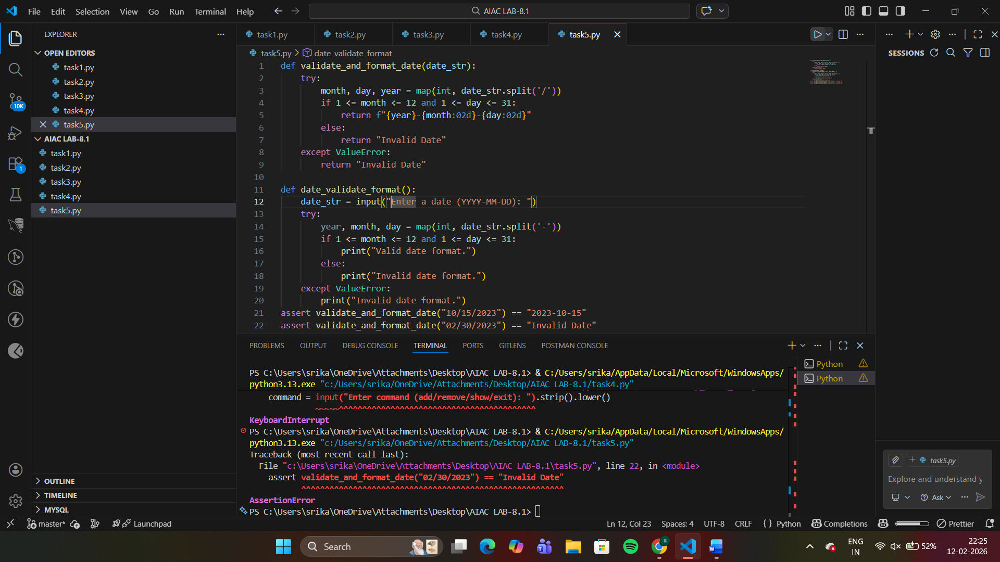 File Edit Selection View Go Run Terminal Help
AIAC LAB-8.1
EXPLORER
OPEN EDITORS
task1.py
task2.py
task3.py
task4.py
task5.py
AIAC LAB-8.1
task1.py
task2.py
task3.py
task4.py
task5.py
10K
1
OUTLINE
TIMELINE
MYSQL
task1.py task2.py task3.py task4.py task5.py
task5.py > date_validate_format
1 def validate_and_format_date(date_str):
2 try:
3 month, day, year = map(int, date_str.split('/'))
4 if 1 <= month <= 12 and 1 <= day <= 31:
5 return f"{year}-{month:02d}-{day:02d}"
6 else:
7 return "Invalid Date"
8 except ValueError:
9 return "Invalid Date"
10
11 def date_validate_format():
12 date_str = input("Enter a date (YYYY-MM-DD): ")
13 try:
14 year, month, day = map(int, date_str.split('-'))
15 if 1 <= month <= 12 and 1 <= day <= 31:
16 print("Valid date format.")
17 else:
18 print("Invalid date format.")
19 except ValueError:
20 print("Invalid date format.")
21 assert validate_and_format_date("10/15/2023") == "2023-10-15"
22 assert validate_and_format_date("02/30/2023") == "Invalid Date"
PROBLEMS OUTPUT DEBUG CONSOLE TERMINAL PORTS GITLENS POSTMAN CONSOLE
PS C:\Users\srika\OneDrive\Attachments\Desktop\AIAC LAB-8.1> & C:/Users/srika/AppData/Local/Microsoft/WindowsApps/
python3.13.exe "c:/Users/srika/OneDrive/Attachments/Desktop/AIAC LAB-8.1/task4.py"
command = input("Enter command (add/remove/show/exit): ").strip().lower()
~~~~~^^^^^^^^^^^^^^^^^^^^^^^^^^^^^^^^^^^^^^^^^^
KeyboardInterrupt
PS C:\Users\srika\OneDrive\Attachments\Desktop\AIAC LAB-8.1> & C:/Users/srika/AppData/Local/Microsoft/WindowsApps/
python3.13.exe "c:/Users/srika/OneDrive/Attachments/Desktop/AIAC LAB-8.1/task5.py"
Traceback (most recent call last):
File "c:\Users\srika\OneDrive\Attachments\Desktop\AIAC LAB-8.1\task5.py", line 22, in <module>
assert validate_and_format_date("02/30/2023") == "Invalid Date"
^^^^^^^^^^^^^^^^^^^^^^^^^^^^^^^^^^^^^^^^^^^^^^^^^^^^^^^^
AssertionError
PS C:\Users\srika\OneDrive\Attachments\Desktop\AIAC LAB-8.1>
Python
Python
SESSIONS
task5.py
Explore and understand y
Ask
master* Launchpad
Ln 12, Col 23 Spaces: 4 UTF-8 CRLF { } Python Completions Prettier
Search
ENG
IN
52%
22:25
12-02-2026